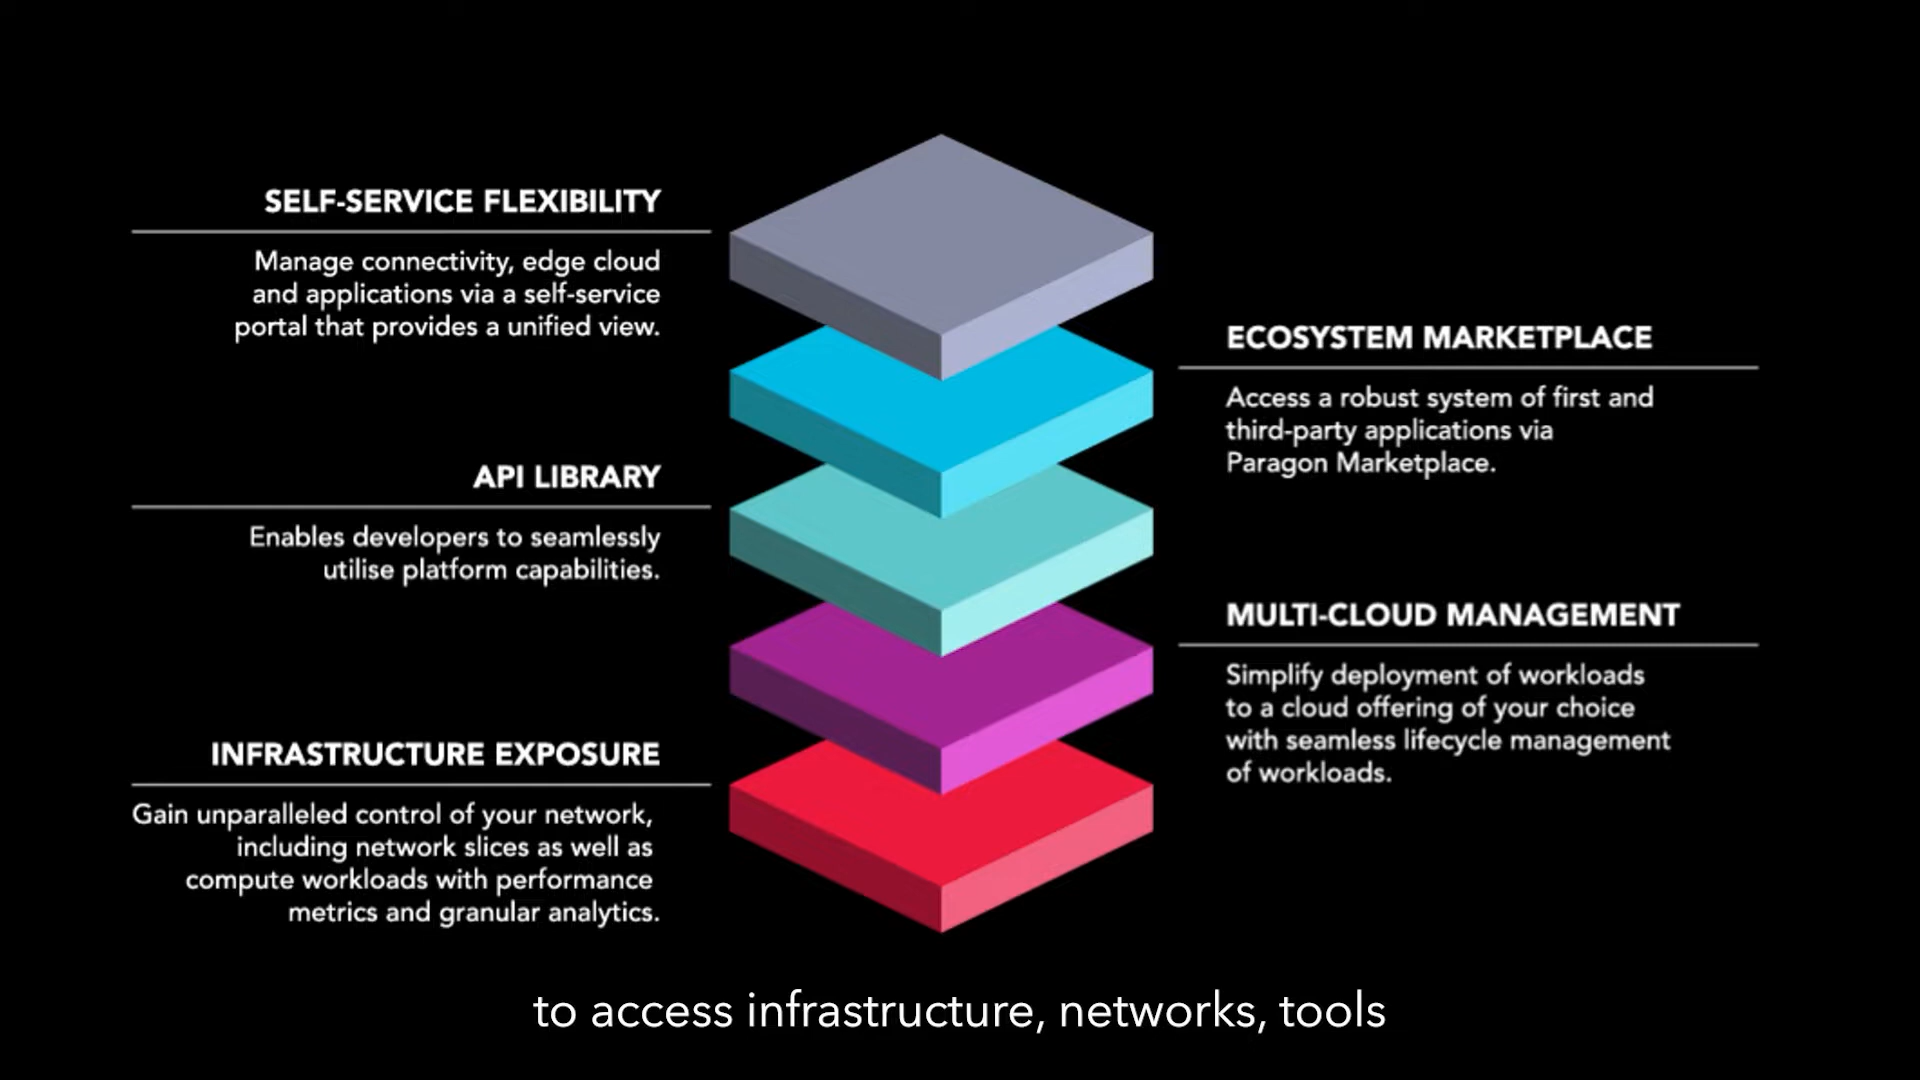 SELF-SERVICE FLEXIBILITY
Manage connectivity, edge cloud
and applications via a self-service
portal that provides a unified view.
ECOSYSTEM MARKETPLACE
Access a robust system of first and
third-party applications via
Paragon Marketplace.
API LIBRARY
Enables developers to seamlessly
utilise platform capabilities.
MULTI-CLOUD MANAGEMENT
Simplify deployment of workloads
to a cloud offering of your choice
with seamless lifecycle management
of workloads.
INFRASTRUCTURE EXPOSURE
Gain unparalleled control of your network,
including network slices as well as
compute workloads with performance
metrics and granular analytics.
to access infrastructure, networks, tools